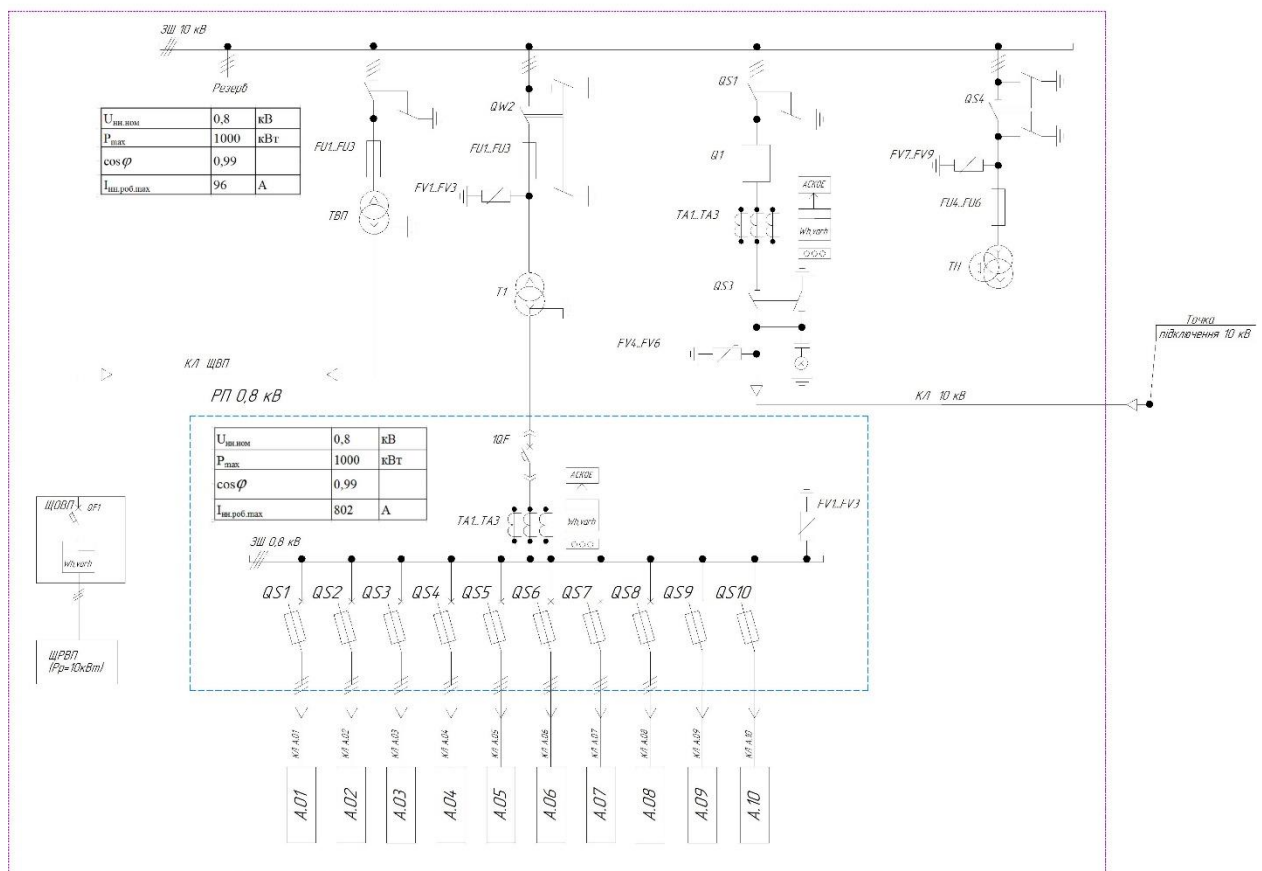 ЗШ 10 кВ
Резерв
Uнн.ном 0,8 кВ
Pmax 1000 кВт
cosφ 0,99
Iнн.роб.max 96 А
FU1..FU3
ТВП
QW2
FU1..FU3
FV1..FV3
T1
QS1
Q1
АСКОЕ
TA1..TA3
Wh,varh
QS3
FV4..FV6
QS4
FV7..FV9
FU4..FU6
ТН
Точка
підключення 10 кВ
КЛ ЩВП
КЛ 10 кВ
РП 0,8 кВ
Uнн.ном 0,8 кВ
Pmax 1000 кВт
cosφ 0,99
Iнн.роб.max 802 А
1QF
АСКОЕ
TA1..TA3
Wh,varh
FV1..FV3
ЩОВП
QF1
Wh,varh
ЩРВП
(Рр=10кВт)
ЗШ 0,8 кВ
QS1 QS2 QS3 QS4 QS5 QS6 QS7 QS8 QS9 QS10
КЛ А.01 КЛ А.02 КЛ А.03 КЛ А.04 КЛ А.05 КЛ А.06 КЛ А.07 КЛ А.08 КЛ А.09 КЛ А.10
А.01 А.02 А.03 А.04 А.05 А.06 А.07 А.08 А.09 А.10